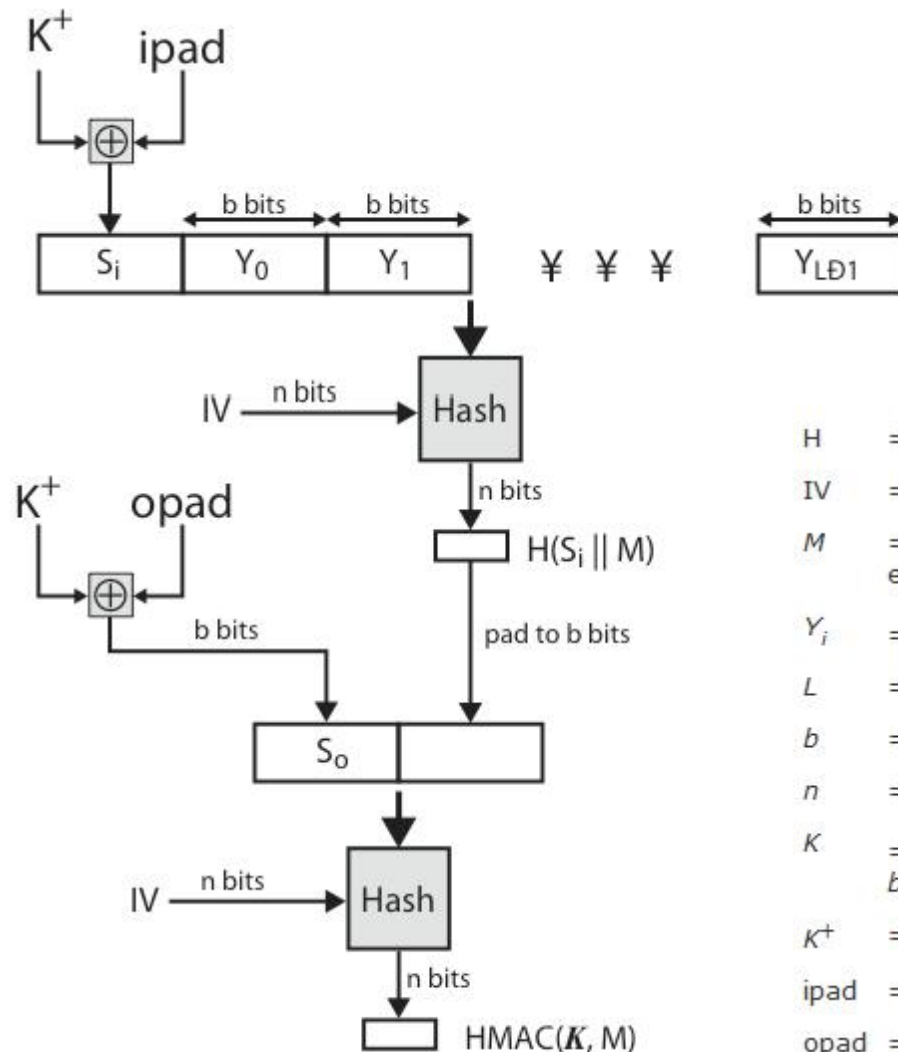 K+ ipad
⊕
b bits b bits b bits
Si Y0 Y1 ¥ ¥ ¥ YLÐ1
IV n bits Hash
n bits
H(Si || M)
K+ opad
⊕
b bits
pad to b bits
So
IV n bits Hash
n bits
HMAC(K, M)
H =
IV =
M =
e
Yi =
L =
b =
n =
K =
b
K+ =
ipad =
opad =